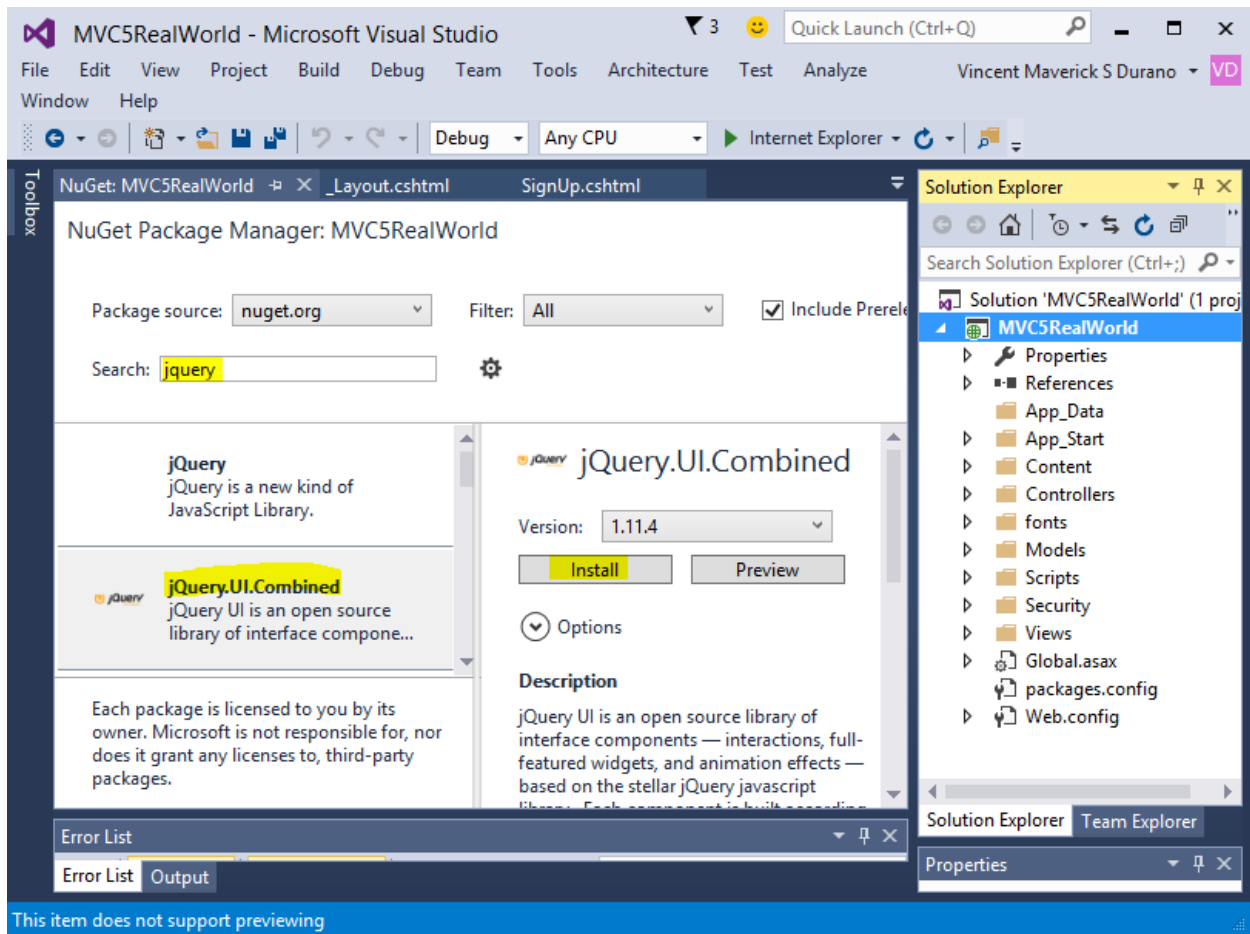 MVC5RealWorld - Microsoft Visual Studio
3
Quick Launch (Ctrl+Q)
File Edit View Project Build Debug Team Tools Architecture Test Analyze
Vincent Maverick S Durano
VD
Window Help
Debug
Any CPU
Internet Explorer
Toolbox
NuGet: MVC5RealWorld
_Layout.cshtml
SignUp.cshtml
NuGet Package Manager: MVC5RealWorld
Package source: nuget.org
Filter: All
Include Prerele
Search: jquery
jQuery
jQuery is a new kind of
JavaScript Library.
jQuery
jQuery.UI.Combined
jQuery UI is an open source
library of interface compone...
Each package is licensed to you by its
owner. Microsoft is not responsible for, nor
does it grant any licenses to, third-party
packages.
jQuery
jQuery.UI.Combined
Version: 1.11.4
Install
Preview
Options
Description
jQuery UI is an open source library of
interface components — interactions, full-
featured widgets, and animation effects —
based on the stellar jQuery javascript
library. Each component is built according
Error List
Error List
Output
Solution Explorer
Search Solution Explorer (Ctrl+;)
Solution 'MVC5RealWorld' (1 proj
MVC5RealWorld
Properties
References
App_Data
App_Start
Content
Controllers
fonts
Models
Scripts
Security
Views
Global.asax
packages.config
Web.config
Solution Explorer
Team Explorer
Properties
This item does not support previewing